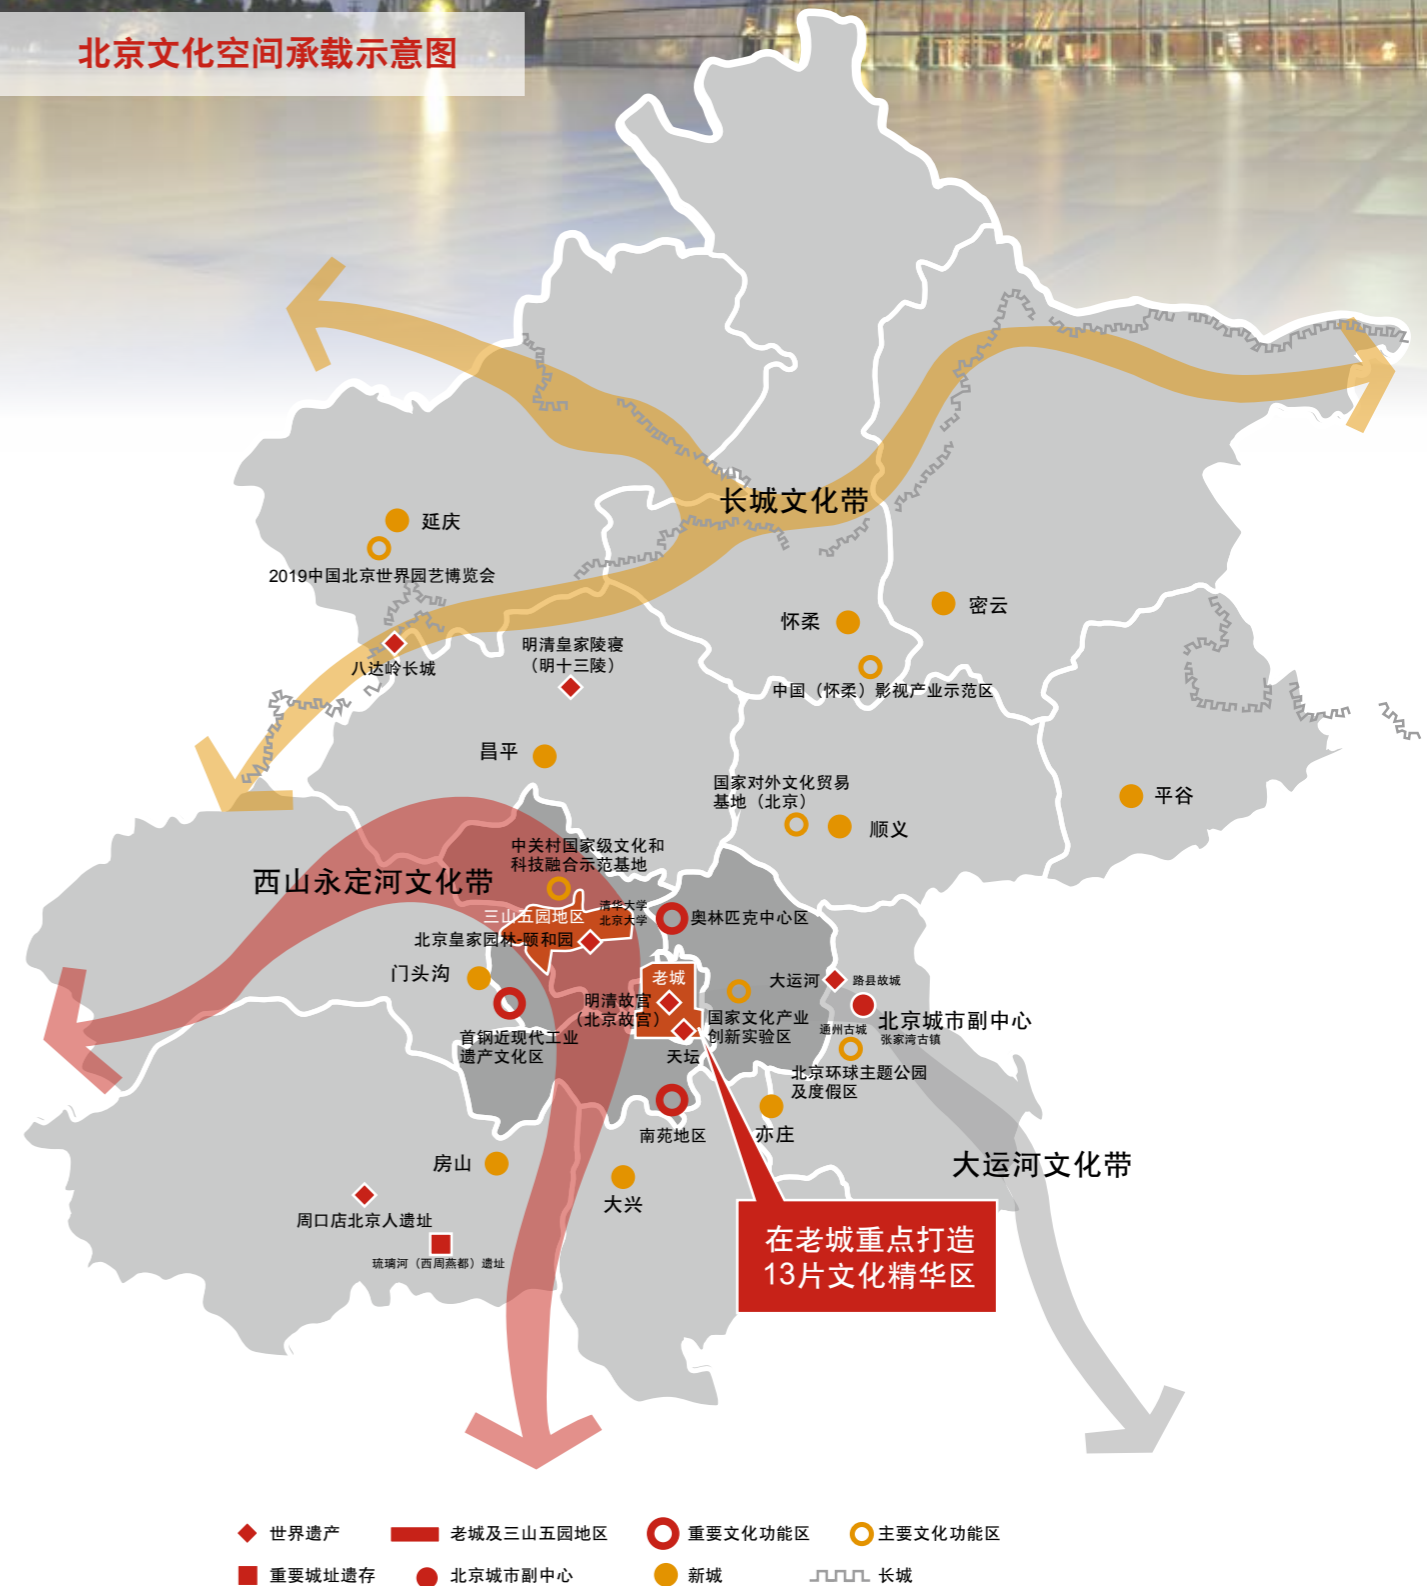 北京文化空间承载示意图
长城文化带
延庆
2019中国北京世界园艺博览会
怀柔
密云
八达岭长城
明清皇家陵寝
（明十三陵）
中国（怀柔）影视产业示范区
昌平
国家对外文化贸易
基地（北京）
顺义
平谷
中关村国家级文化和
科技融合示范基地
西山永定河文化带
三山五园地区
清华大学
北京大学
奥林匹克中心区
北京皇家园林-颐和园
门头沟
老城
大运河
路县故城
明清故宫
（北京故宫）
国家文化产业
创新实验区
北京城市副中心
通州古城
张家湾古镇
首钢近现代工业
遗产文化区
天坛
北京环球主题公园
及度假区
南苑地区
亦庄
大运河文化带
房山
大兴
周口店北京人遗址
琉璃河（西周燕都）遗址
在老城重点打造
13片文化精华区
世界遗产
老城及三山五园地区
重要文化功能区
主要文化功能区
重要城址遗存
北京城市副中心
新城
长城